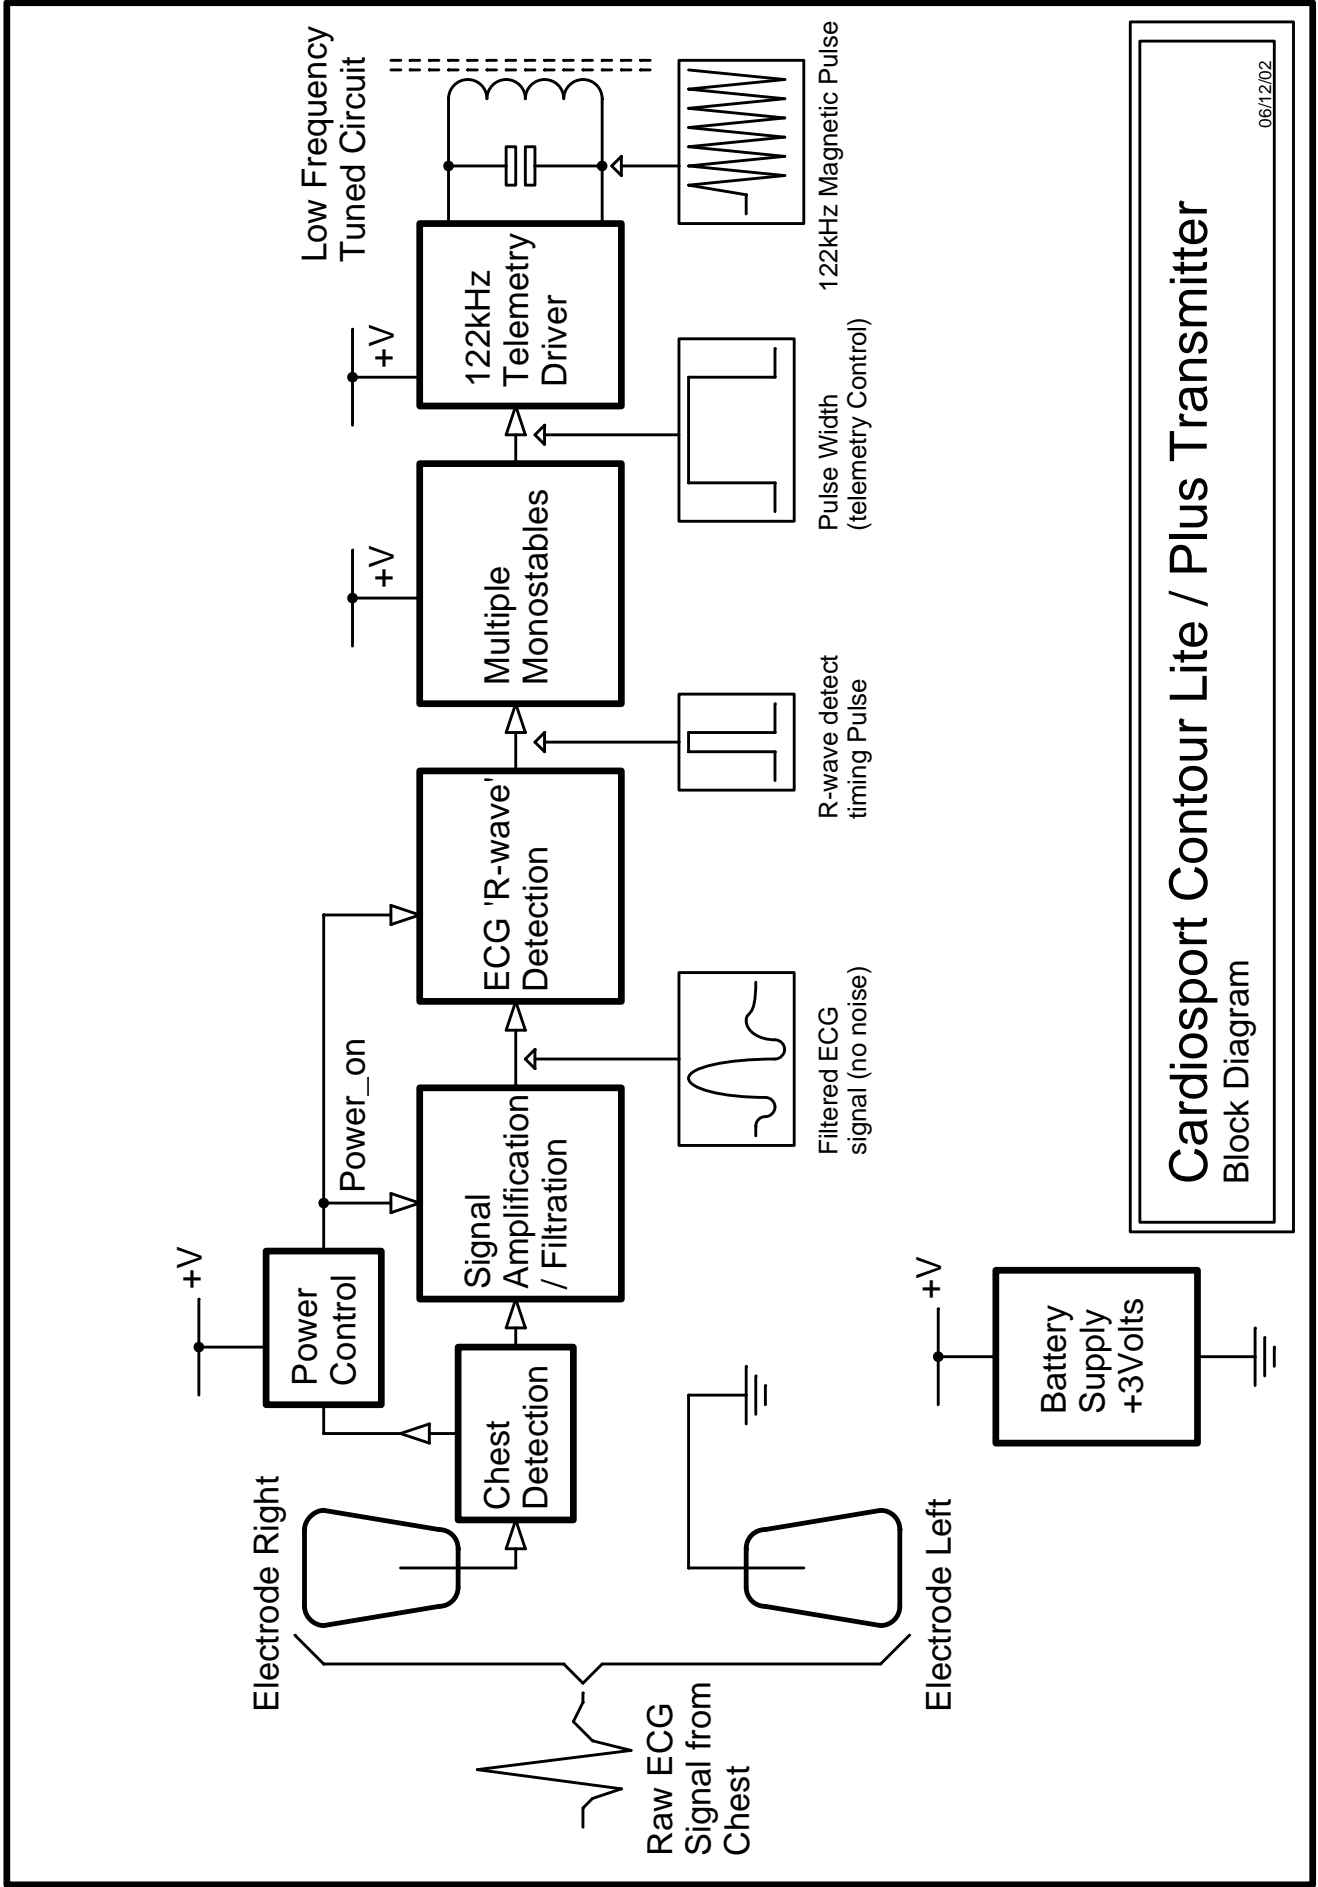 Low Frequency
Tuned Circuit
+V
+V
+V
Power_on
Power
Control
Electrode Right
Raw ECG
Signal from
Chest
Chest
Detection
Signal
Amplification
/ Filtration
ECG 'R-wave'
Detection
Multiple
Monostables
122kHz
Telemetry
Driver
Filtered ECG
signal (no noise)
R-wave detect
timing Pulse
Pulse Width
(telemetry Control)
122kHz Magnetic Pulse
Electrode Left
+V
Battery
Supply
+3Volts
Cardiosport Contour Lite / Plus Transmitter
Block Diagram
06/12/02